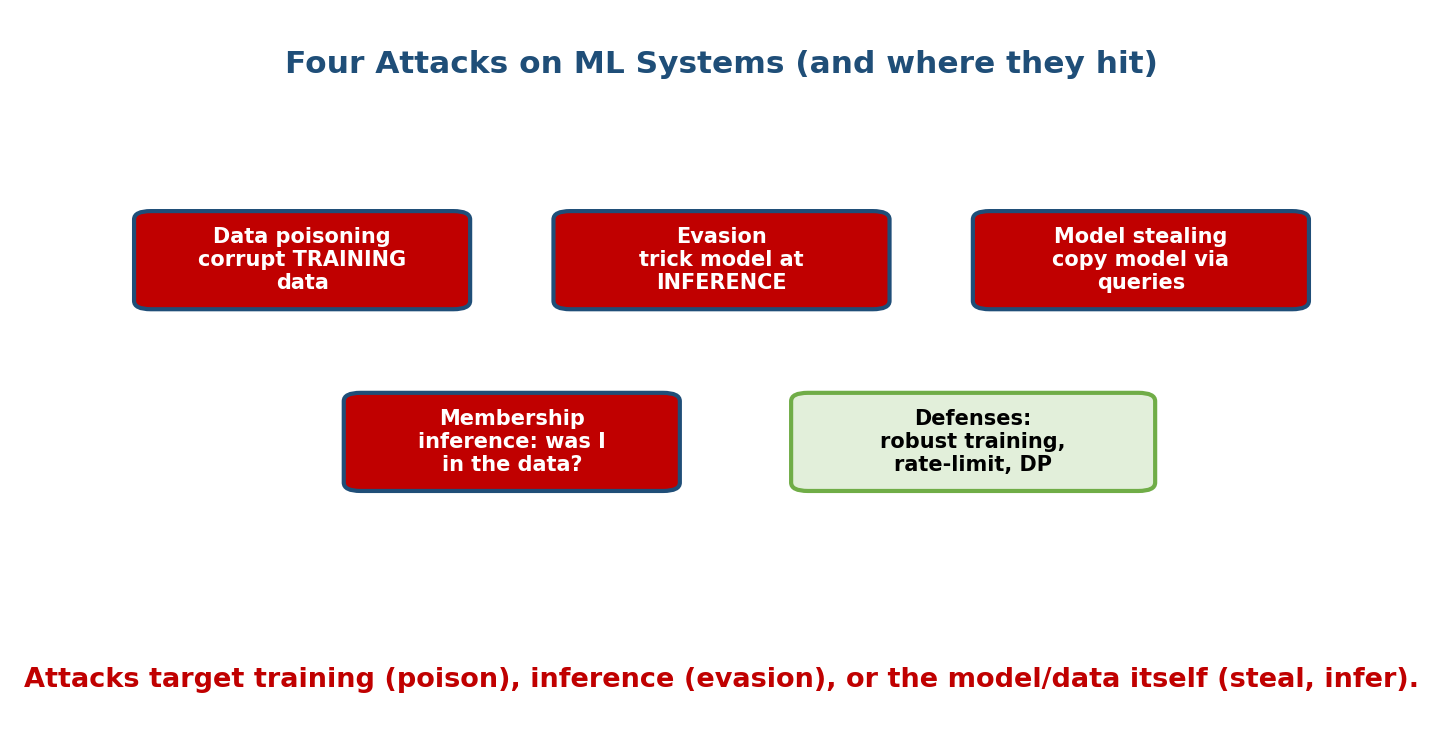 Four Attacks on ML Systems (and where they hit)
Data poisoning
corrupt TRAINING
data
Evasion
trick model at
INFERENCE
Model stealing
copy model via
queries
Membership
inference: was I
in the data?
Defenses:
robust training,
rate-limit, DP
Attacks target training (poison), inference (evasion), or the model/data itself (steal, infer).